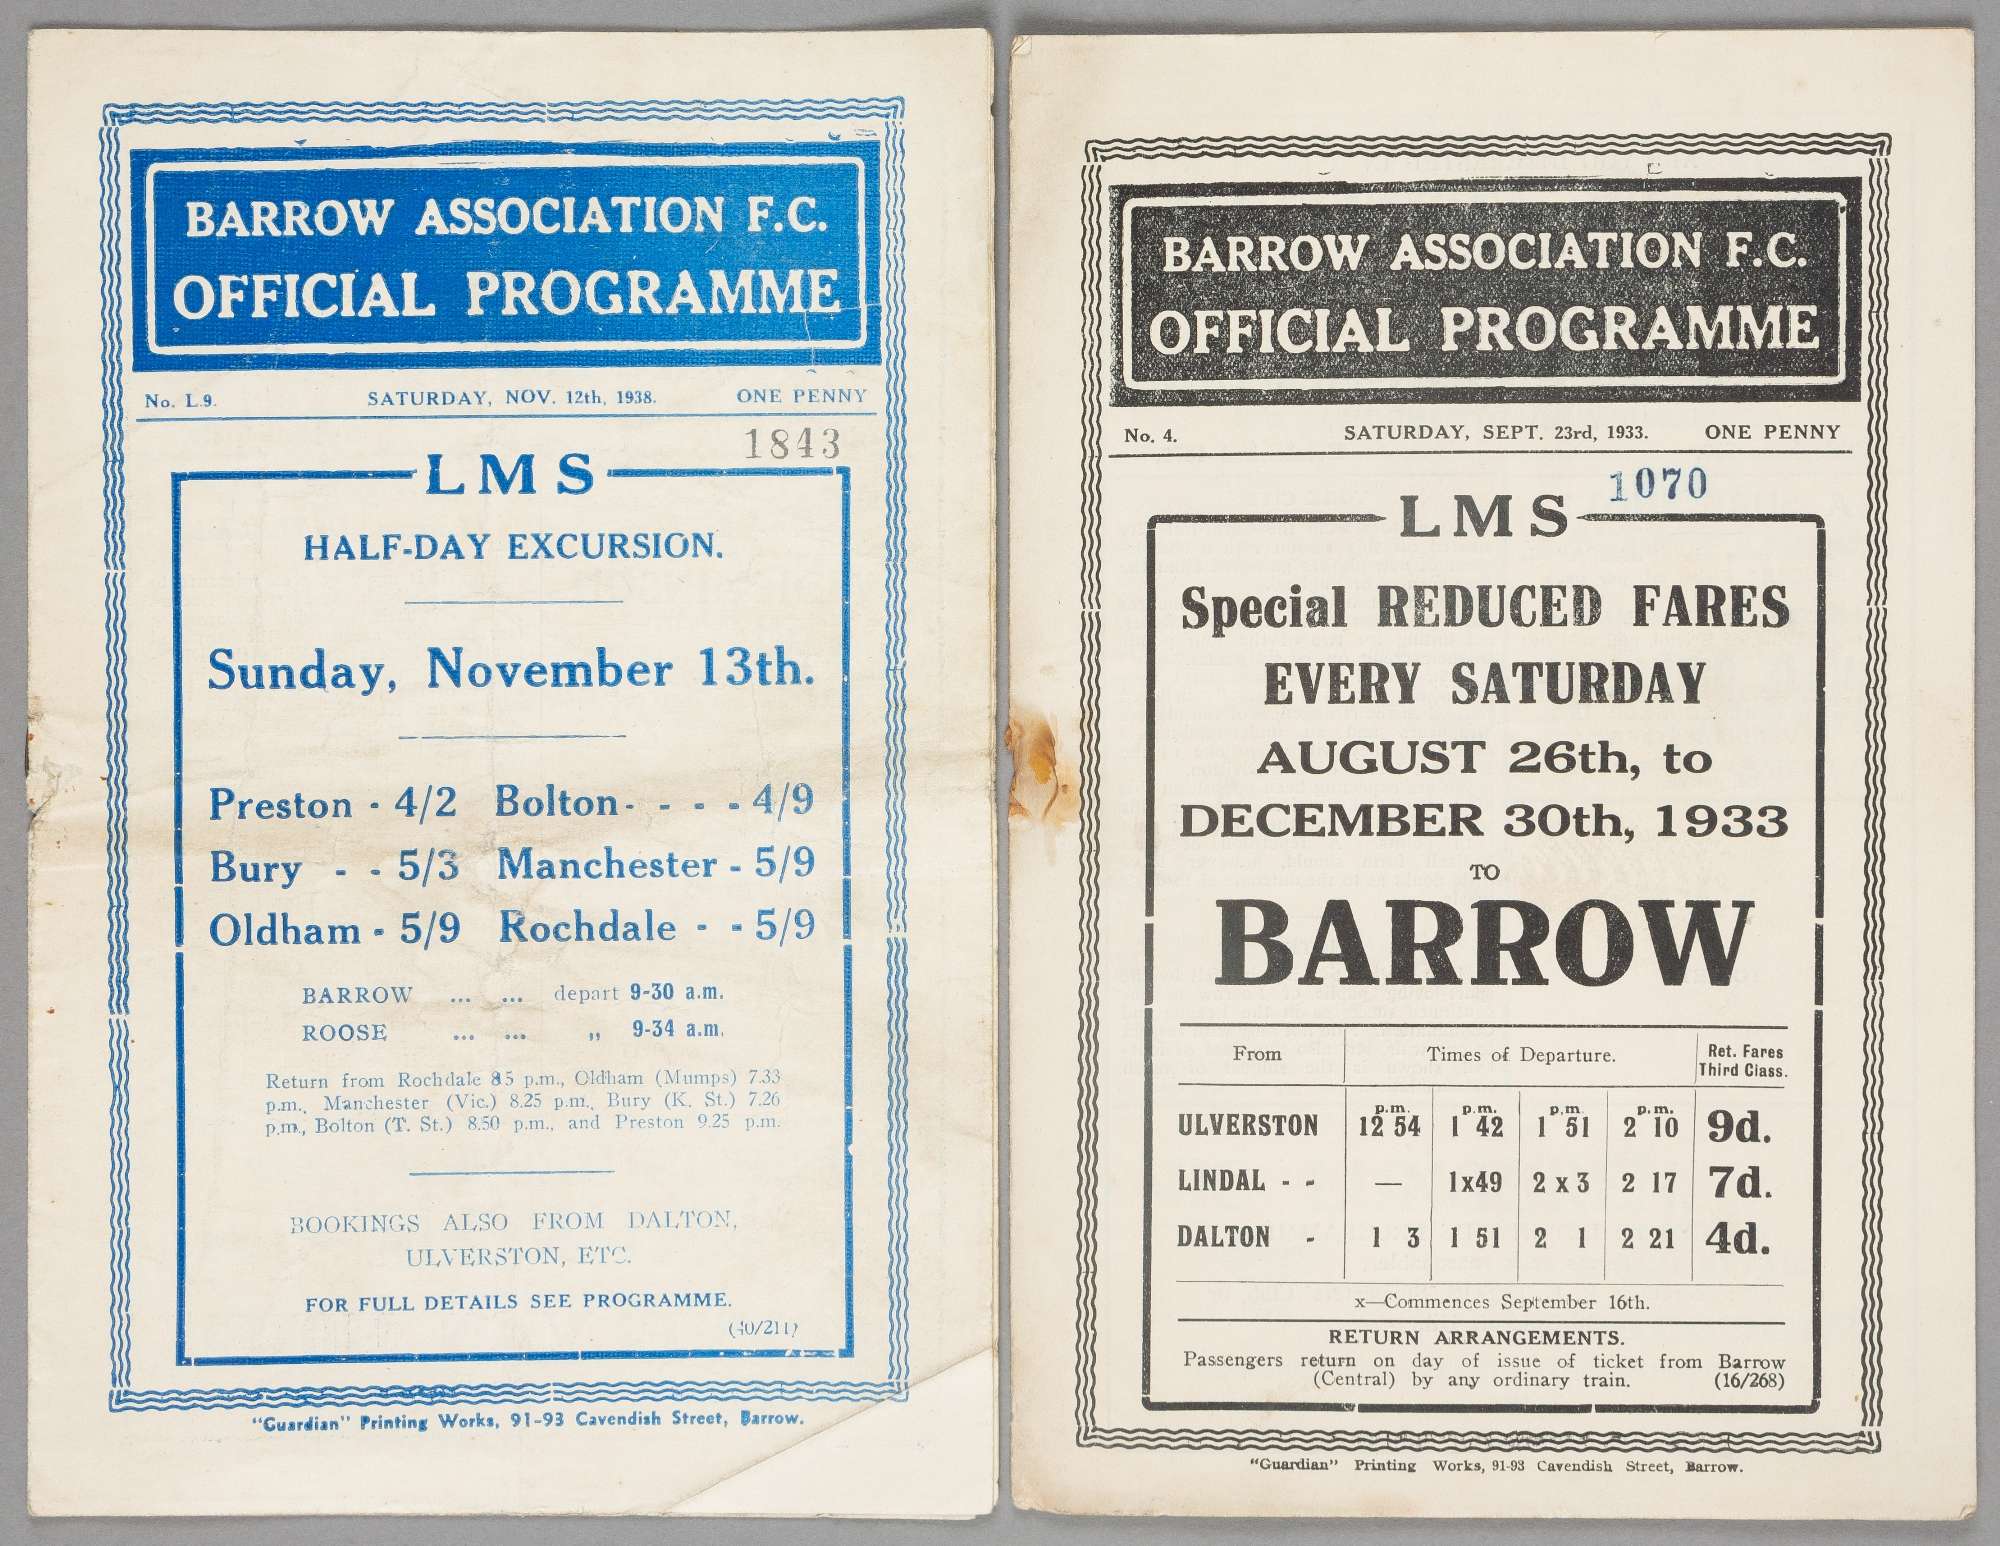 BARROW ASSOCIATION F.C.
OFFICIAL PROGRAMME
No. L.9. SATURDAY, NOV. 12th, 1938. ONE PENNY
1843
LMS
HALF-DAY EXCURSION.
Sunday, November 13th.
Preston - 4/2 Bolton - - - - 4/9
Bury - - 5/3 Manchester - 5/9
Oldham - 5/9 Rochdale - - 5/9
BARROW ... ... depart 9-30 a.m.
ROOSE ... ... „ 9-34 a.m.
Return from Rochdale 8.5 p.m., Oldham (Mumps) 7.33
p.m., Manchester (Vic.) 8.25 p.m., Bury (K. St.) 7.26
p.m., Bolton (T. St.) 8.50 p.m., and Preston 9.25 p.m.
BOOKINGS ALSO FROM DALTON,
ULVERSTON, ETC.
FOR FULL DETAILS SEE PROGRAMME.
(40/211)
"Guardian" Printing Works, 91-93 Cavendish Street, Barrow.
BARROW ASSOCIATION F.C.
OFFICIAL PROGRAMME
No. 4. SATURDAY, SEPT. 23rd, 1933. ONE PENNY
1070
LMS
Special REDUCED FARES
EVERY SATURDAY
AUGUST 26th, to
DECEMBER 30th, 1933
TO
BARROW
From Times of Departure. Ret. Fares
Third Class.
p.m. p.m. p.m. p.m.
ULVERSTON 12 54 1 42 1 51 2 10 9d.
LINDAL - - — 1x49 2 x 3 2 17 7d.
DALTON - 1 3 1 51 2 1 2 21 4d.
x—Commences September 16th.
RETURN ARRANGEMENTS.
Passengers return on day of issue of ticket from Barrow
(Central) by any ordinary train. (16/268)
"Guardian" Printing Works, 91-93 Cavendish Street, Barrow.